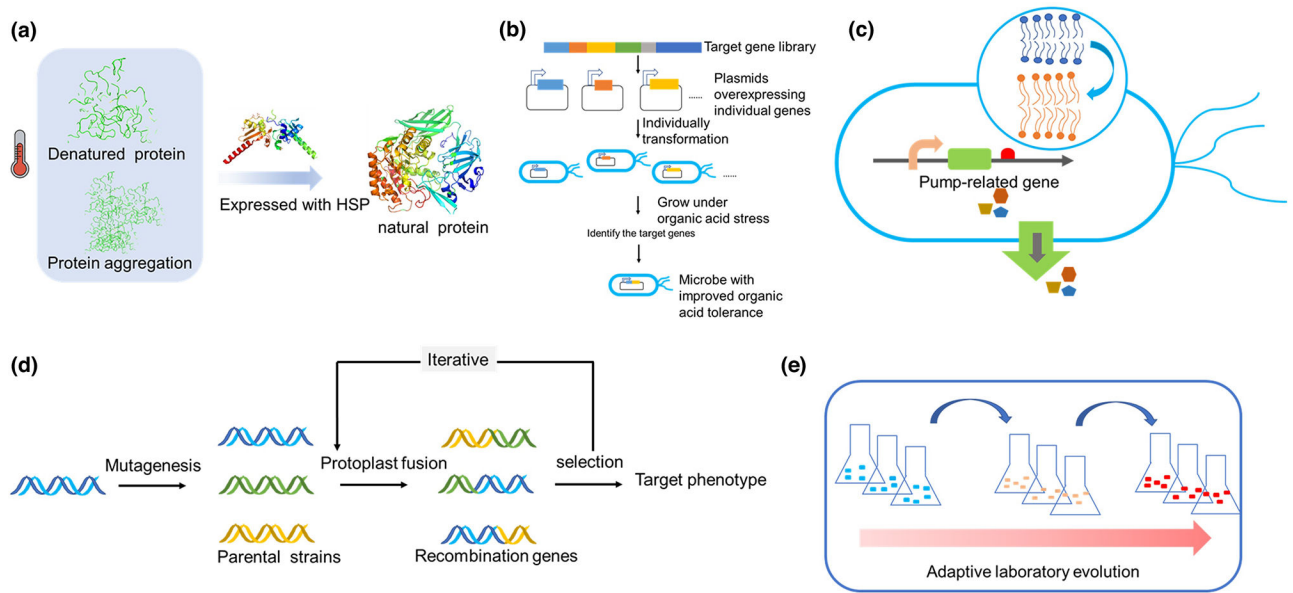 (a)
Denatured protein
Protein aggregation
Expressed with HSP
natural protein
(b)
Target gene library
Plasmids
overexpressing
individual genes
......
Individually
transformation
......
Grow under
organic acid stress
Identify the target genes
Microbe with
improved organic
acid tolerance
(c)
Pump-related gene
(d)
Iterative
Mutagenesis
Parental strains
Protoplast fusion
Recombination genes
selection
Target phenotype
(e)
Adaptive laboratory evolution